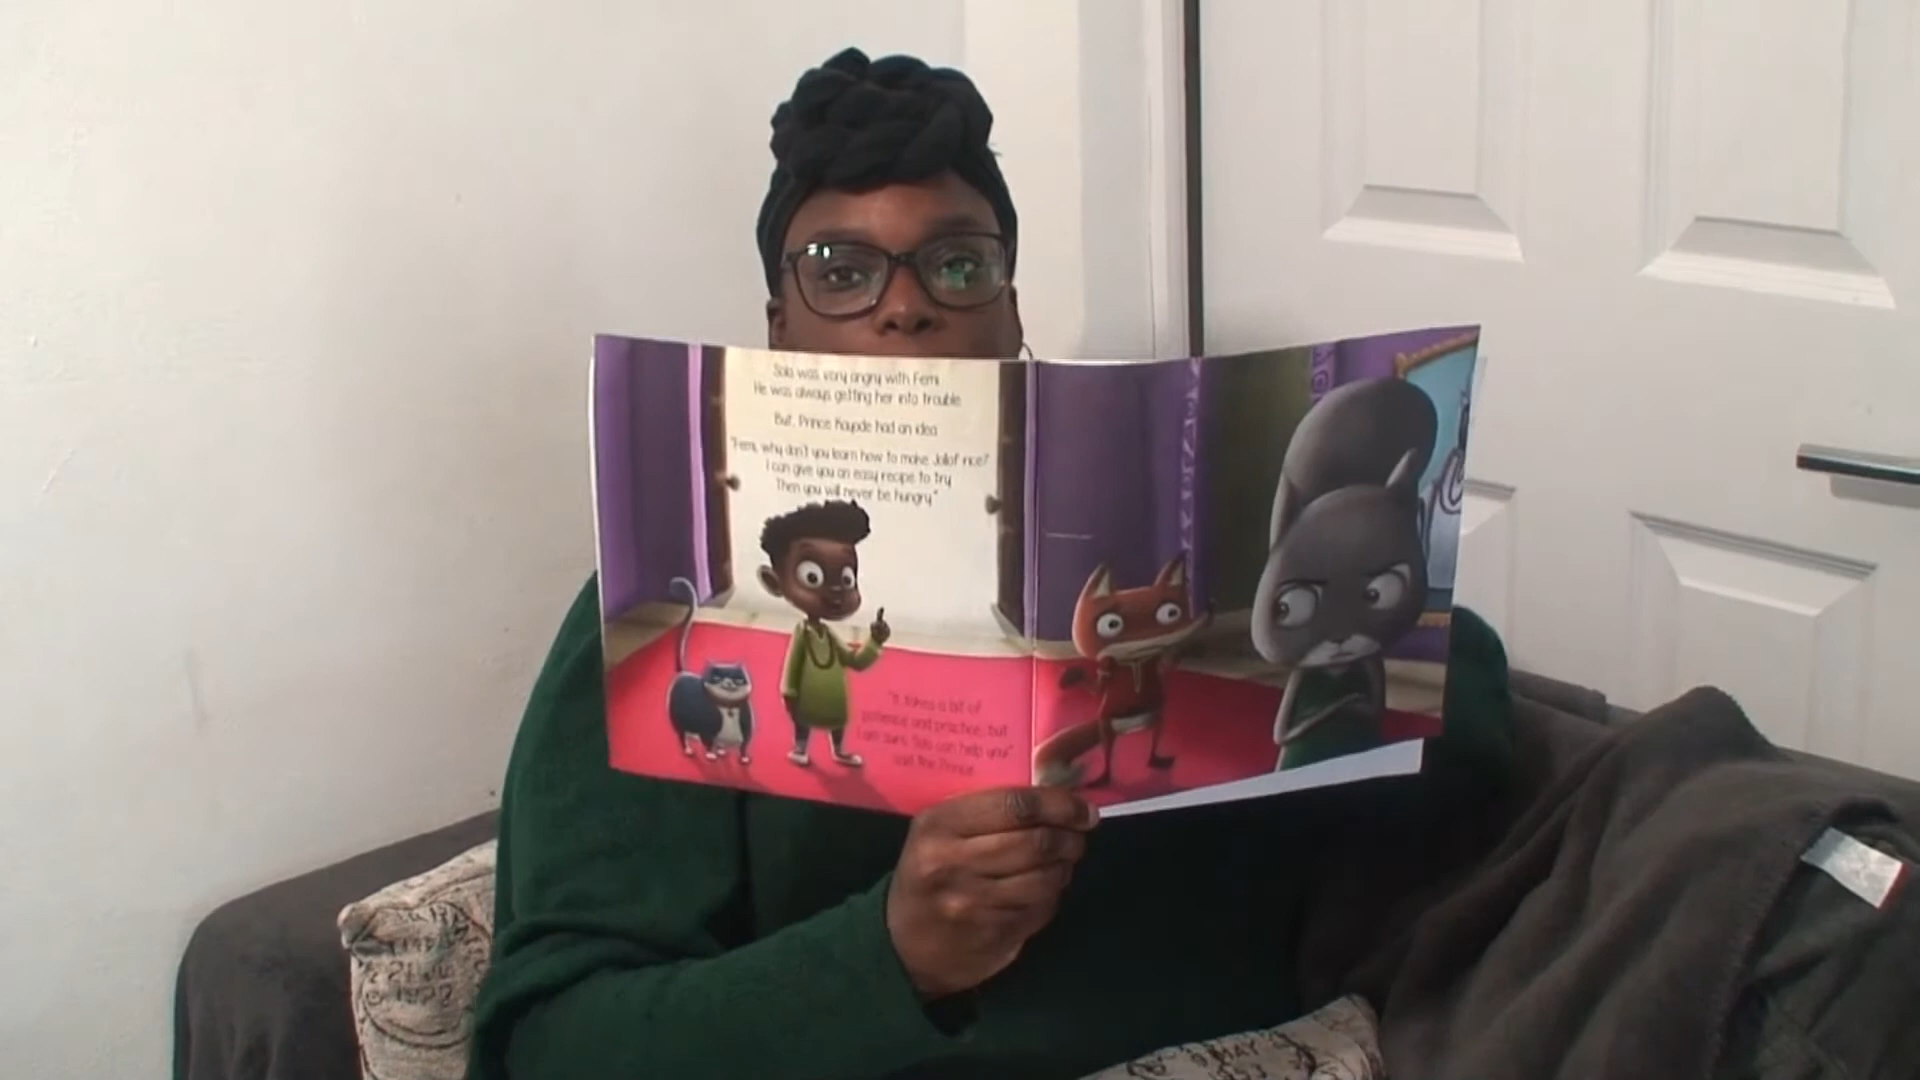 Sola was very angry with Femi.
He was always getting her into trouble.
But, Prince Kayode had an idea.
"Femi, why don't you learn how to make Jollof rice?
I can give you an easy recipe to try.
Then you will never be hungry."
"It takes a bit of
patience and practice, but
I am sure Sola can help you!"
said the Prince.